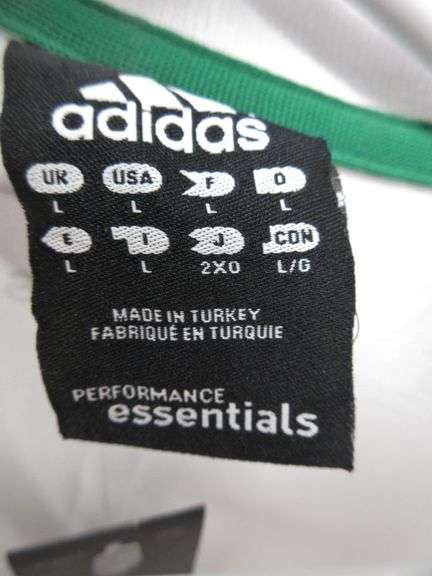 adidas
UK USA F D
L L L L
E I J CDN
L L 2XO L/G
MADE IN TURKEY
FABRIQUÉ EN TURQUIE
PERFORMANCE
essentials